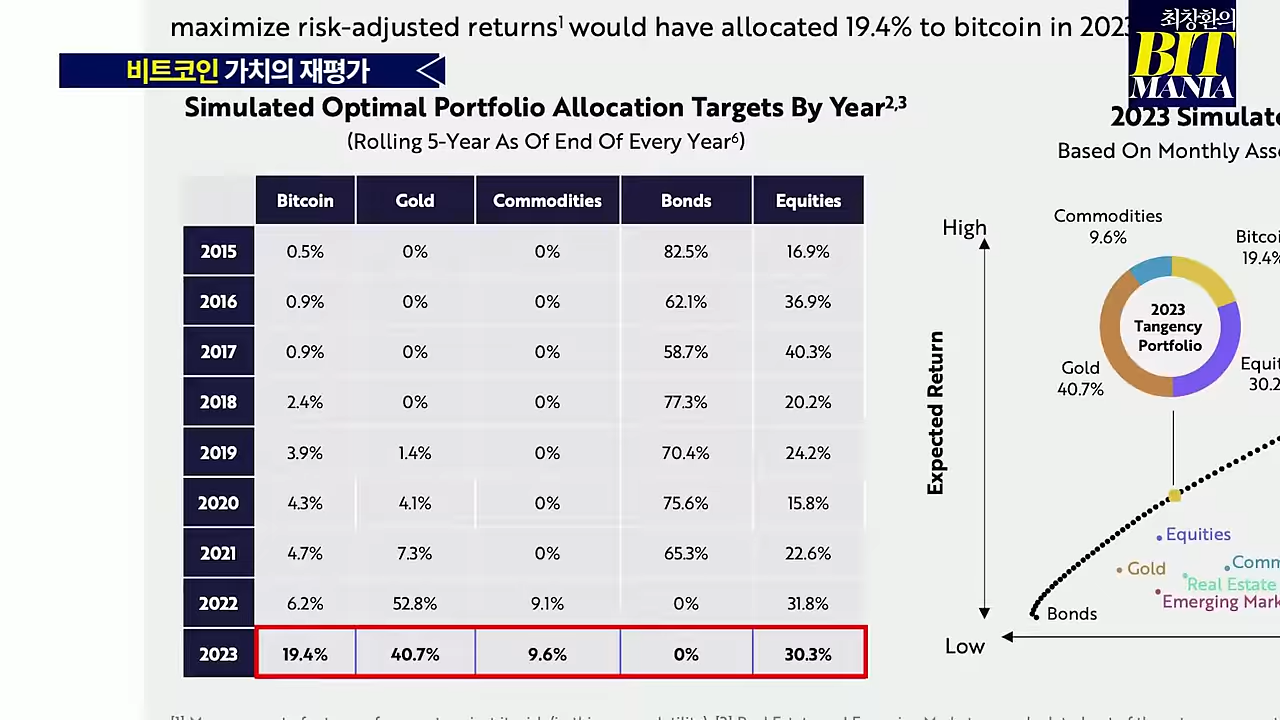 maximize risk-adjusted returns¹ would have allocated 19.4% to bitcoin in 2023
최창환의
BIT
MANIA
비트코인 가치의 재평가
Simulated Optimal Portfolio Allocation Targets By Year²,³
(Rolling 5-Year As Of End Of Every Year⁶)
Bitcoin Gold Commodities Bonds Equities
2015 0.5% 0% 0% 82.5% 16.9%
2016 0.9% 0% 0% 62.1% 36.9%
2017 0.9% 0% 0% 58.7% 40.3%
2018 2.4% 0% 0% 77.3% 20.2%
2019 3.9% 1.4% 0% 70.4% 24.2%
2020 4.3% 4.1% 0% 75.6% 15.8%
2021 4.7% 7.3% 0% 65.3% 22.6%
2022 6.2% 52.8% 9.1% 0% 31.8%
2023 19.4% 40.7% 9.6% 0% 30.3%
2023 Simulate
Based On Monthly Asse
High
Expected Return
Low
Commodities
9.6%
Bitcoi
19.4%
2023
Tangency
Portfolio
Gold
40.7%
Equit
30.2
Equities
Gold
Comm
Real Estate
Emerging Mark
Bonds